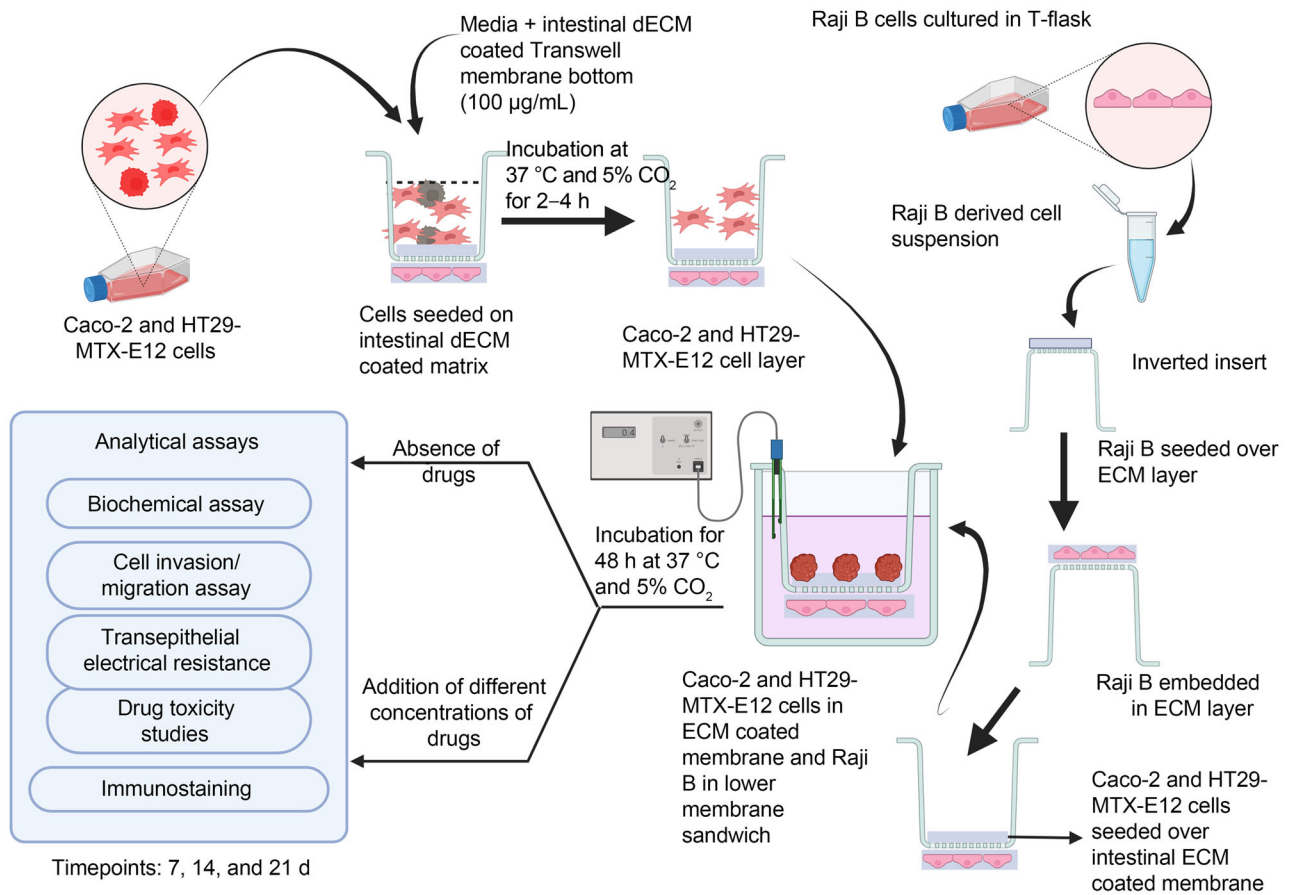 Media + intestinal dECM
coated Transwell
membrane bottom
(100 µg/mL)
Raji B cells cultured in T-flask
Incubation at
37 °C and 5% CO₂
for 2–4 h
Raji B derived cell
suspension
Caco-2 and HT29-
MTX-E12 cells
Cells seeded on
intestinal dECM
coated matrix
Caco-2 and HT29-
MTX-E12 cell layer
Inverted insert
Raji B seeded over
ECM layer
Raji B embedded
in ECM layer
Caco-2 and HT29-
MTX-E12 cells
seeded over
intestinal ECM
coated membrane
0.4
Incubation for
48 h at 37 °C
and 5% CO₂
Caco-2 and HT29-
MTX-E12 cells in
ECM coated
membrane and Raji
B in lower
membrane
sandwich
Absence of
drugs
Addition of different
concentrations of
drugs
Analytical assays
Biochemical assay
Cell invasion/
migration assay
Transepithelial
electrical resistance
Drug toxicity
studies
Immunostaining
Timepoints: 7, 14, and 21 d